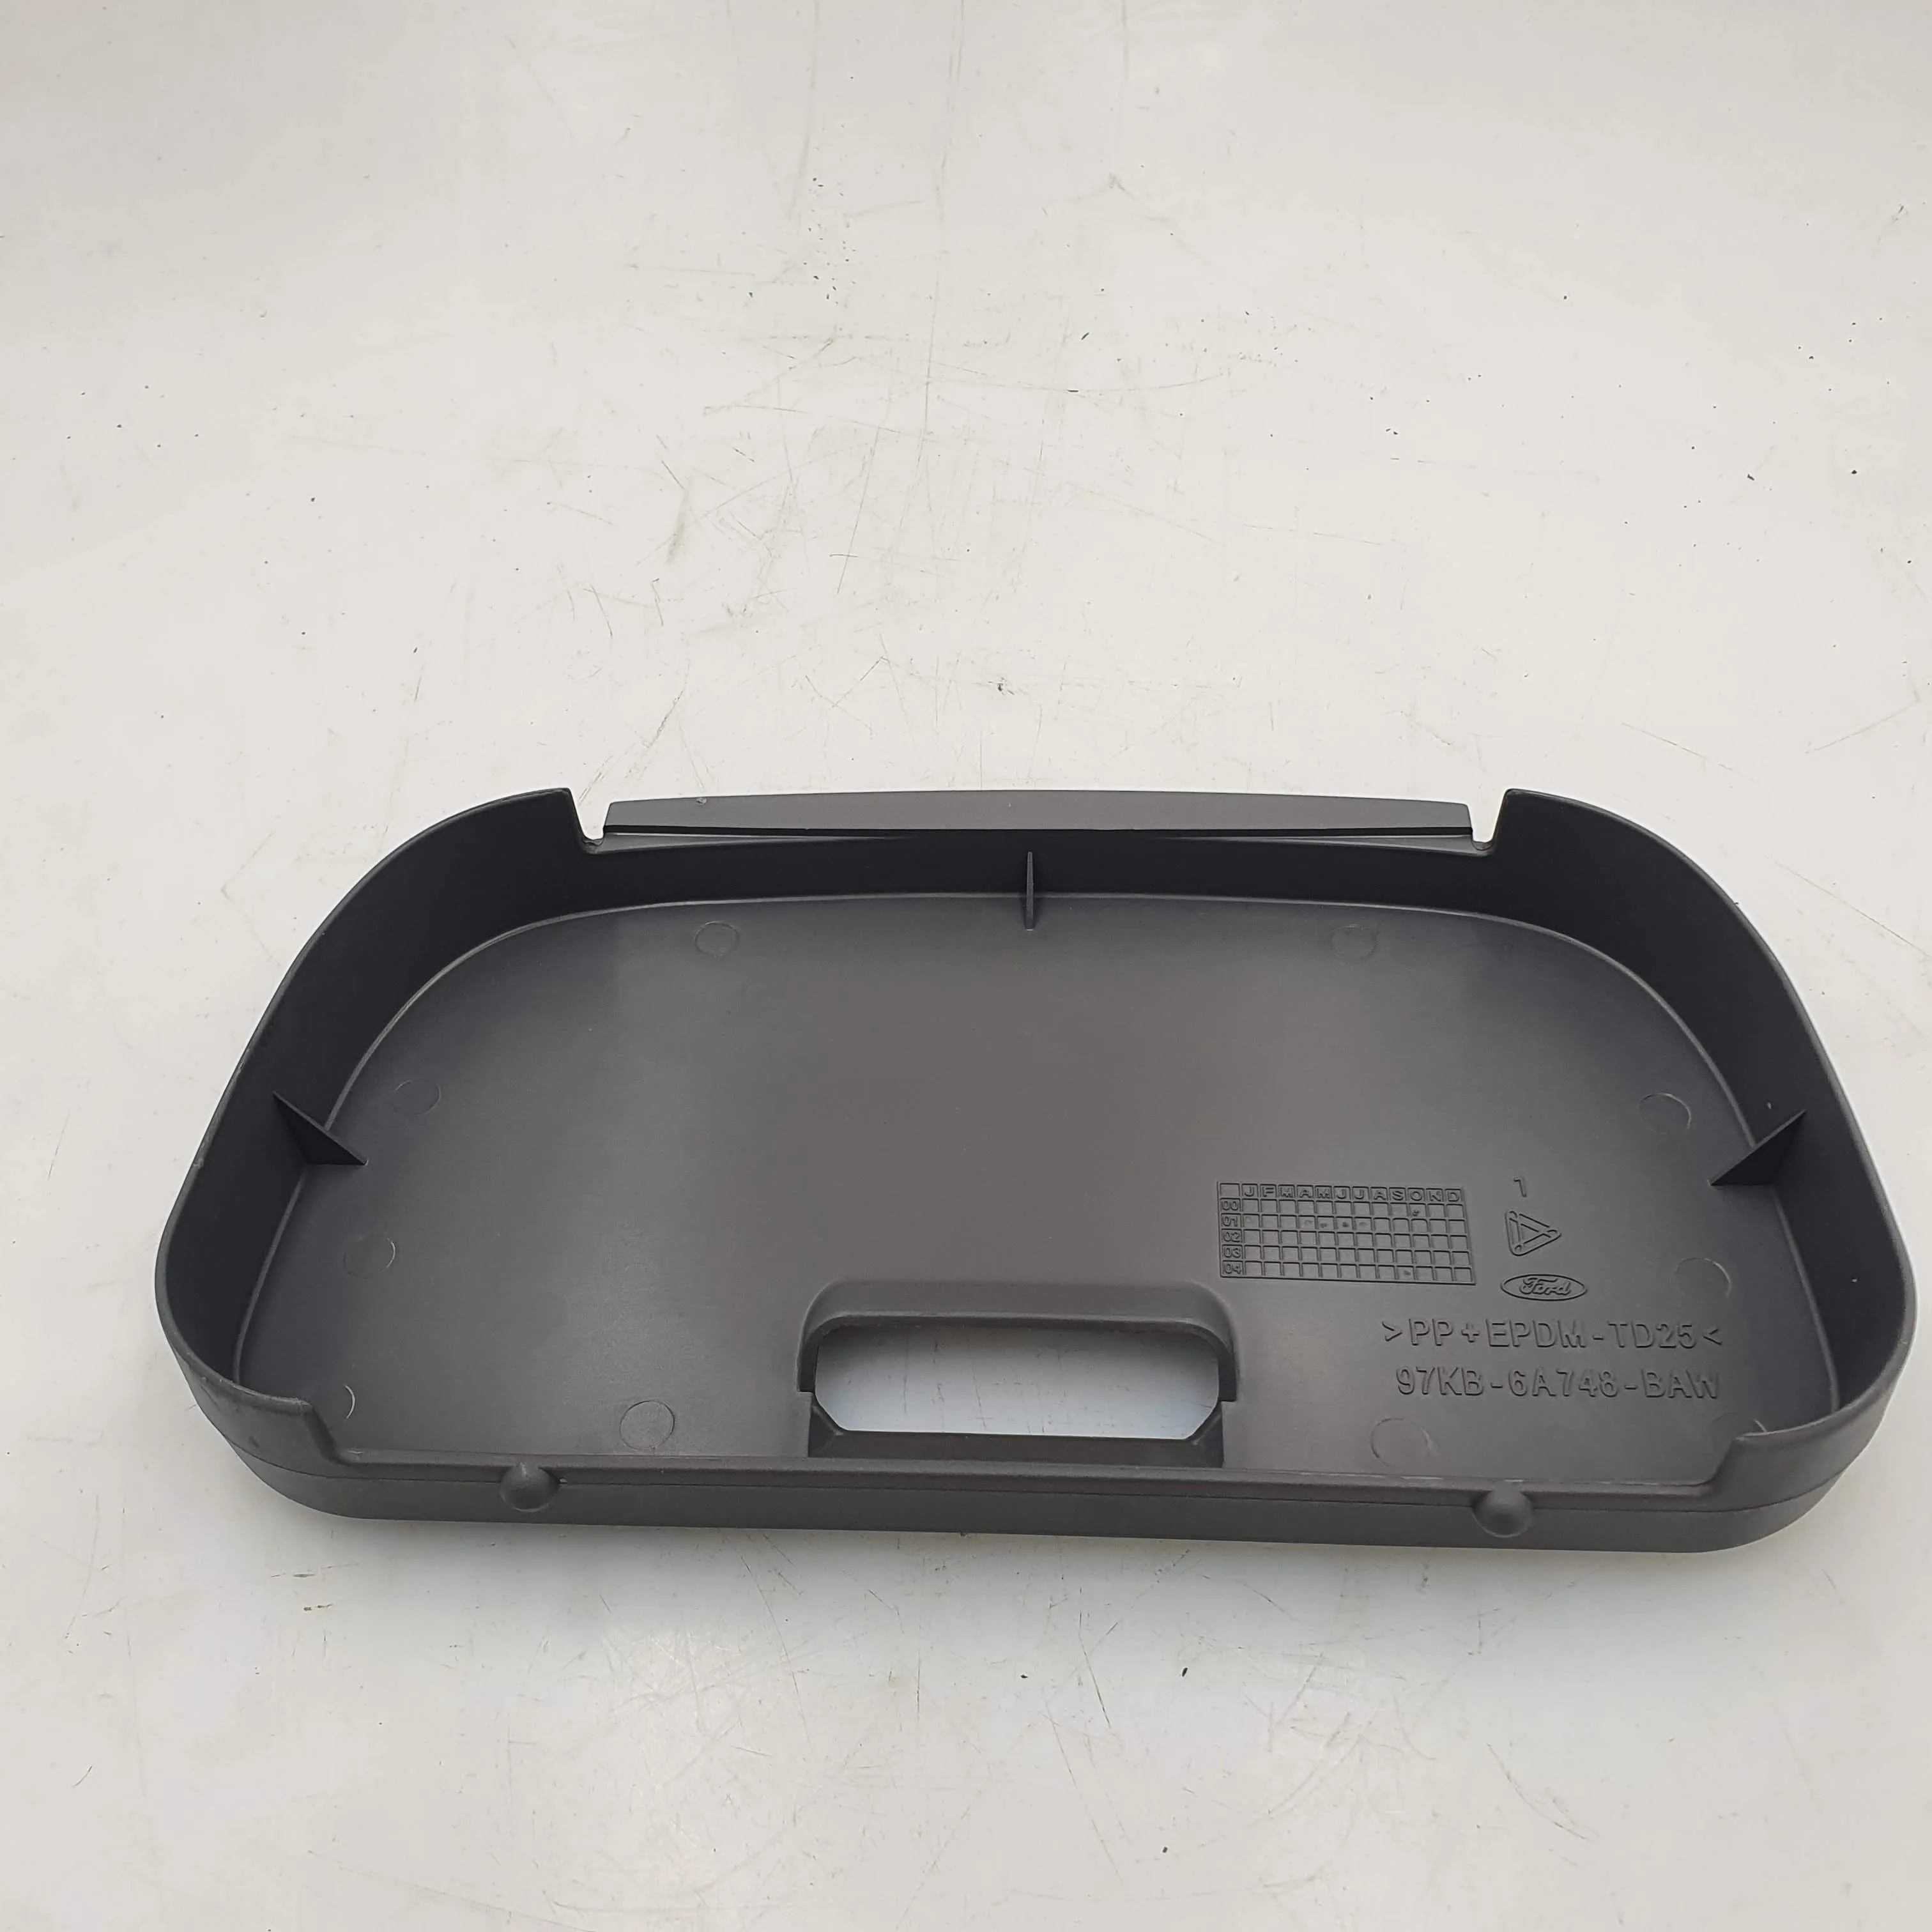 J F M A M J J A S O N D
00
01
02
03
04
1
Ford
>PP+EPDM-TD25<
97KB-6A748-BAW